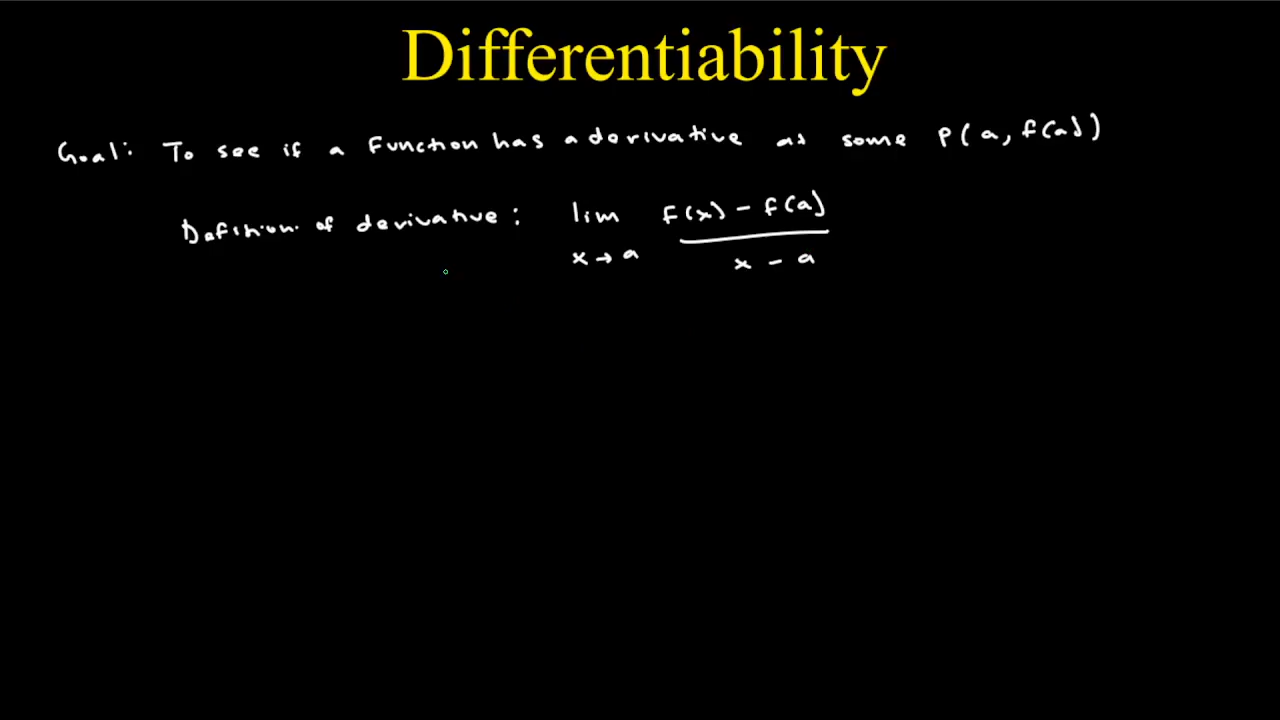 Differentiability
Goal: To see if a function has a derivative at some P(a, f(a))
Definition of derivative: lim f(x) - f(a)
x → a x - a